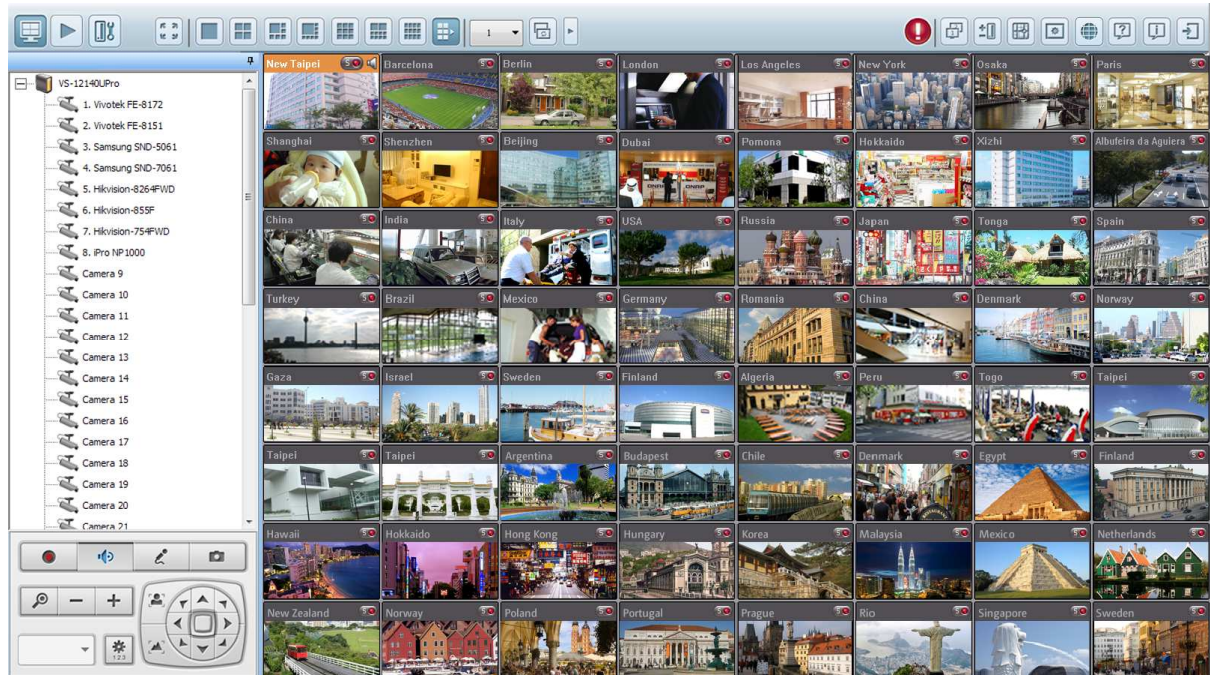 1
New Taipei Barcelona Berlin London Los Angeles New York Osaka Paris
VS-12140UPro
1. Vivotek FE-8172
2. Vivotek FE-8151
3. Samsung SND-5061
4. Samsung SND-7061
5. Hikvision-8264FWD
6. Hikvision-855F
7. Hikvision-754FWD
8. iPro NP1000
Camera 9
Camera 10
Camera 11
Camera 12
Camera 13
Camera 14
Camera 15
Camera 16
Camera 17
Camera 18
Camera 19
Camera 20
Camera 21
123
Shanghai Shenzhen Beijing Dubai Pomona Hokkaido Xizhi Albufeira da Aguiera
China India Italy USA Russia Japan Tonga Spain
Turkey Brazil Mexico Germany Romania China Denmark Norway
Gaza Israel Sweden Finland Algeria Peru Togo Taipei
Taipei Taipei Argentina Budapest Chile Denmark Egypt Finland
Hawaii Hokkaido Hong Kong Hungary Korea Malaysia Mexico Netherlands
New Zealand Norway Poland Portugal Prague Rio Singapore Sweden